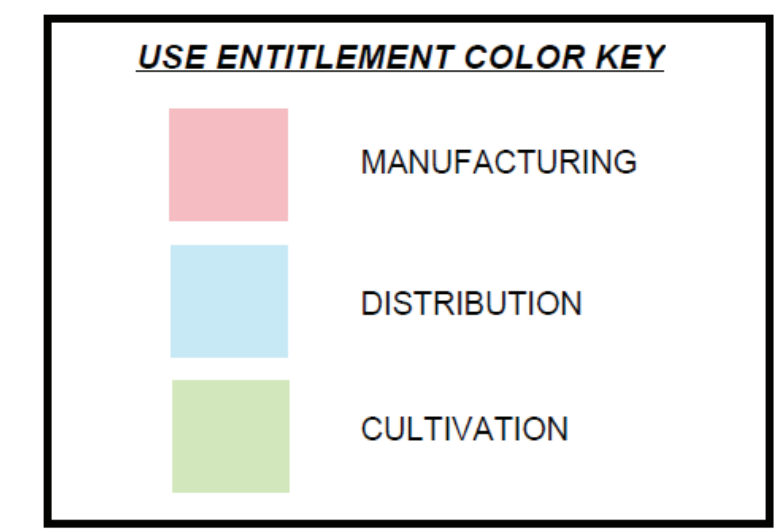 USE ENTITLEMENT COLOR KEY
MANUFACTURING
DISTRIBUTION
CULTIVATION